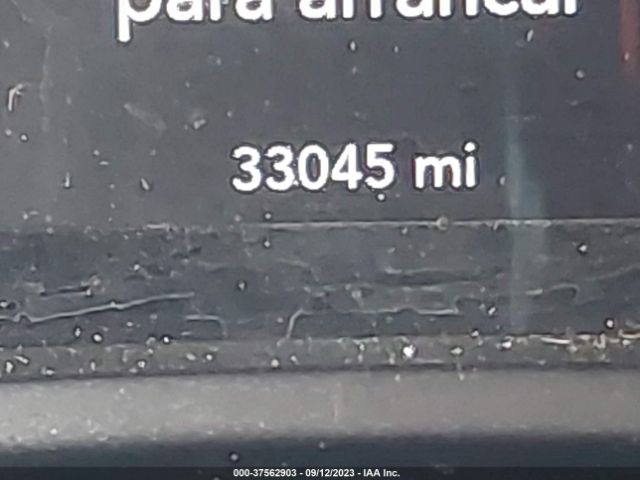 para arrancar
33045 mi
000-37562903 - 09/12/2023 - IAA Inc.